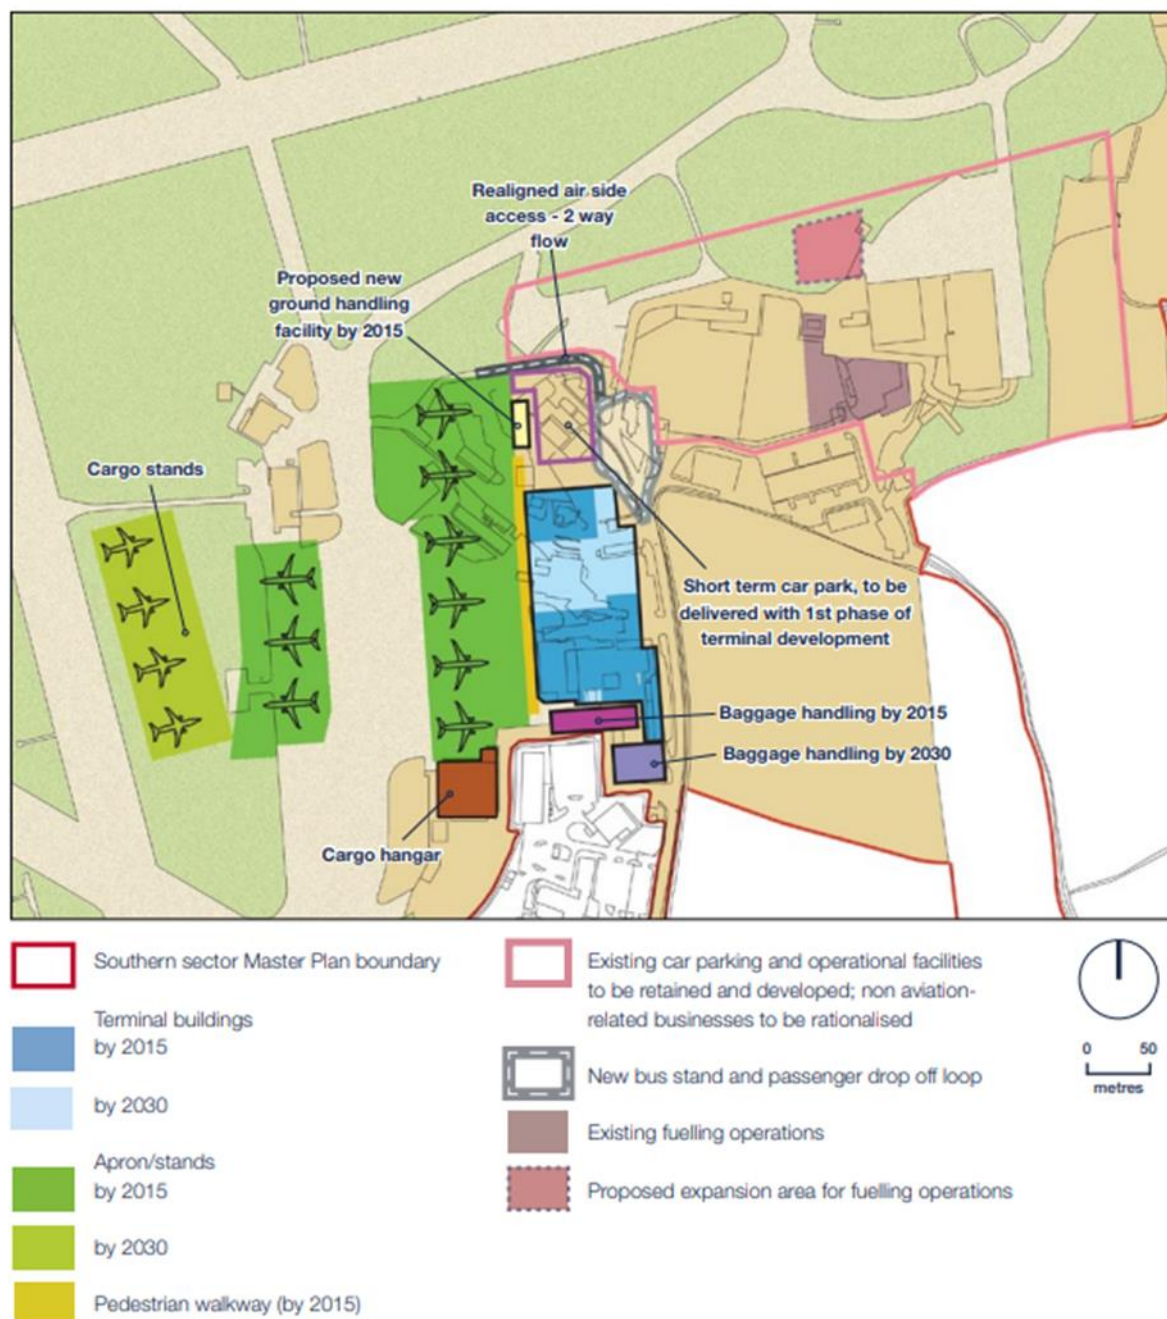 Realigned air side
access - 2 way
flow
Proposed new
ground handling
facility by 2015
Cargo stands
Short term car park, to be
delivered with 1st phase of
terminal development
Baggage handling by 2015
Baggage handling by 2030
Cargo hangar
Southern sector Master Plan boundary
Terminal buildings
by 2015
by 2030
Apron/stands
by 2015
by 2030
Pedestrian walkway (by 2015)
Existing car parking and operational facilities
to be retained and developed; non aviation-
related businesses to be rationalised
New bus stand and passenger drop off loop
Existing fuelling operations
Proposed expansion area for fuelling operations
0 50
metres